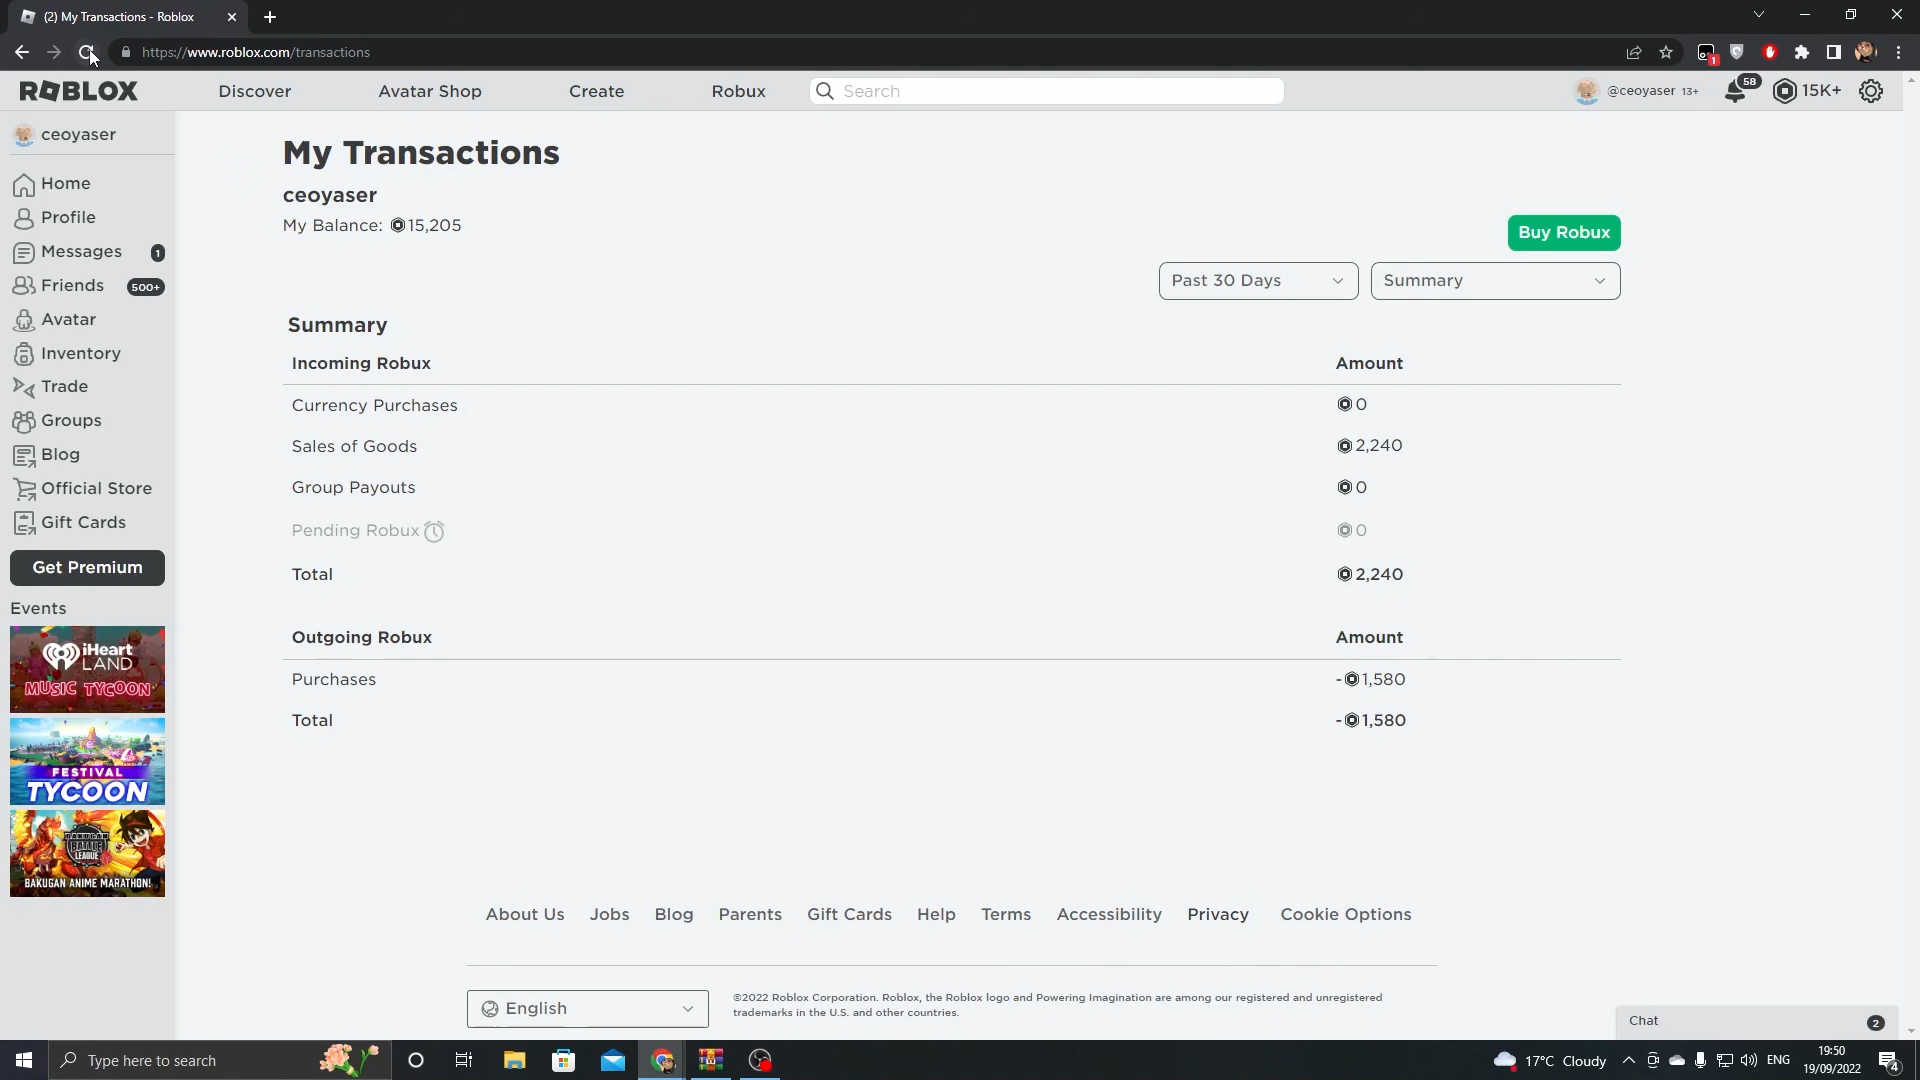 (2) My Transactions - Roblox
https://www.roblox.com/transactions
1
ROBLOX
Discover
Avatar Shop
Create
Robux
Search
@ceoyaser 13+
58
15K+
ceoyaser
Home
Profile
Messages 1
Friends 500+
Avatar
Inventory
Trade
Groups
Blog
Official Store
Gift Cards
Get Premium
Events
iHeart
LAND
MUSIC TYCOON
FESTIVAL
TYCOON
BAKUGAN
BATTLE
LEAGUE
BAKUGAN ANIME MARATHON!
My Transactions
ceoyaser
My Balance: 15,205
Buy Robux
Past 30 Days
Summary
Summary
Incoming Robux Amount
Currency Purchases 0
Sales of Goods 2,240
Group Payouts 0
Pending Robux 0
Total 2,240
Outgoing Robux Amount
Purchases -1,580
Total -1,580
About Us Jobs Blog Parents Gift Cards Help Terms Accessibility Privacy Cookie Options
English
©2022 Roblox Corporation. Roblox, the Roblox logo and Powering Imagination are among our registered and unregistered
trademarks in the U.S. and other countries.
Chat 2
Type here to search
17°C Cloudy
ENG
19:50
19/09/2022
4